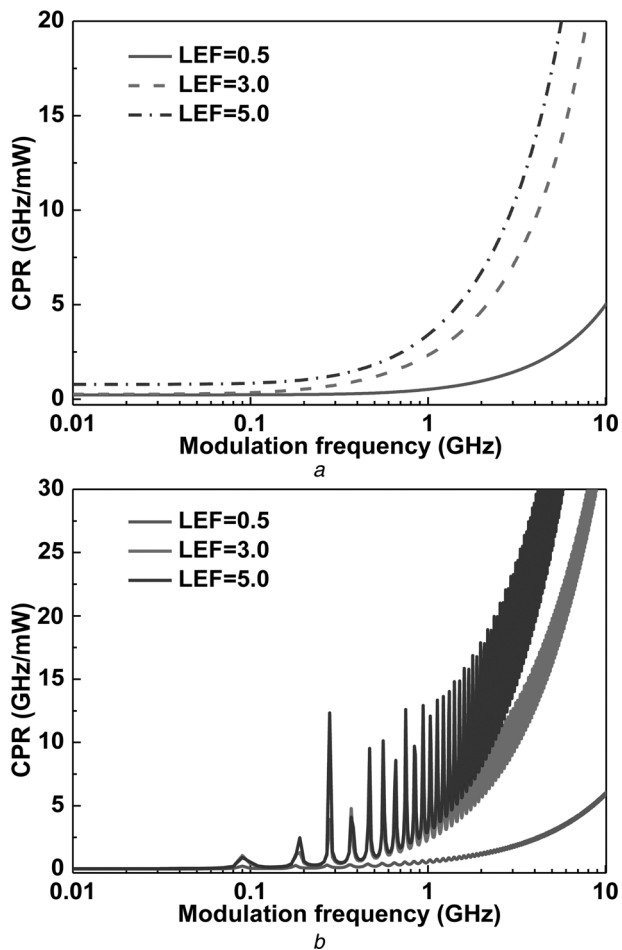 20
15
10
5
0
CPR (GHz/mW)
LEF=0.5
LEF=3.0
LEF=5.0
0.01
0.1
1
10
Modulation frequency (GHz)
a
30
25
20
15
10
5
0
CPR (GHz/mW)
LEF=0.5
LEF=3.0
LEF=5.0
0.01
0.1
1
10
Modulation frequency (GHz)
b